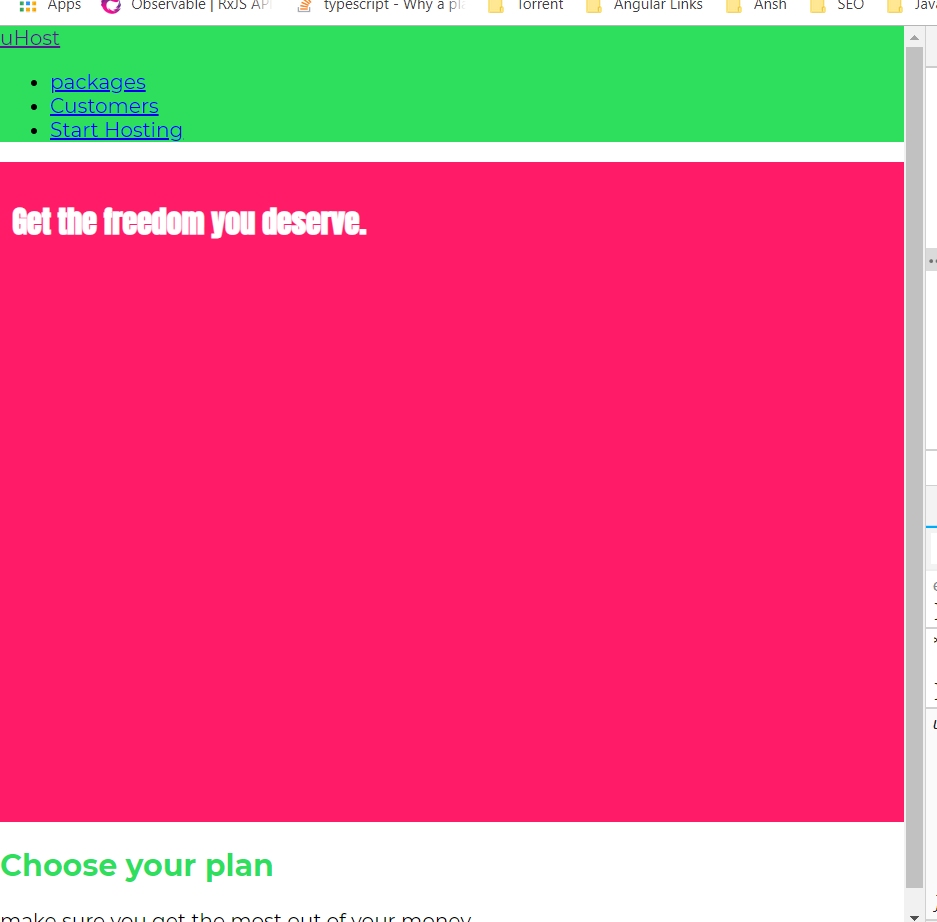 Apps Observable | RxJS AP typescript - Why a pla Torrent Angular Links Ansh SEO Java
uHost
packages
Customers
Start Hosting
Get the freedom you deserve.
Choose your plan
make sure you get the most out of your money